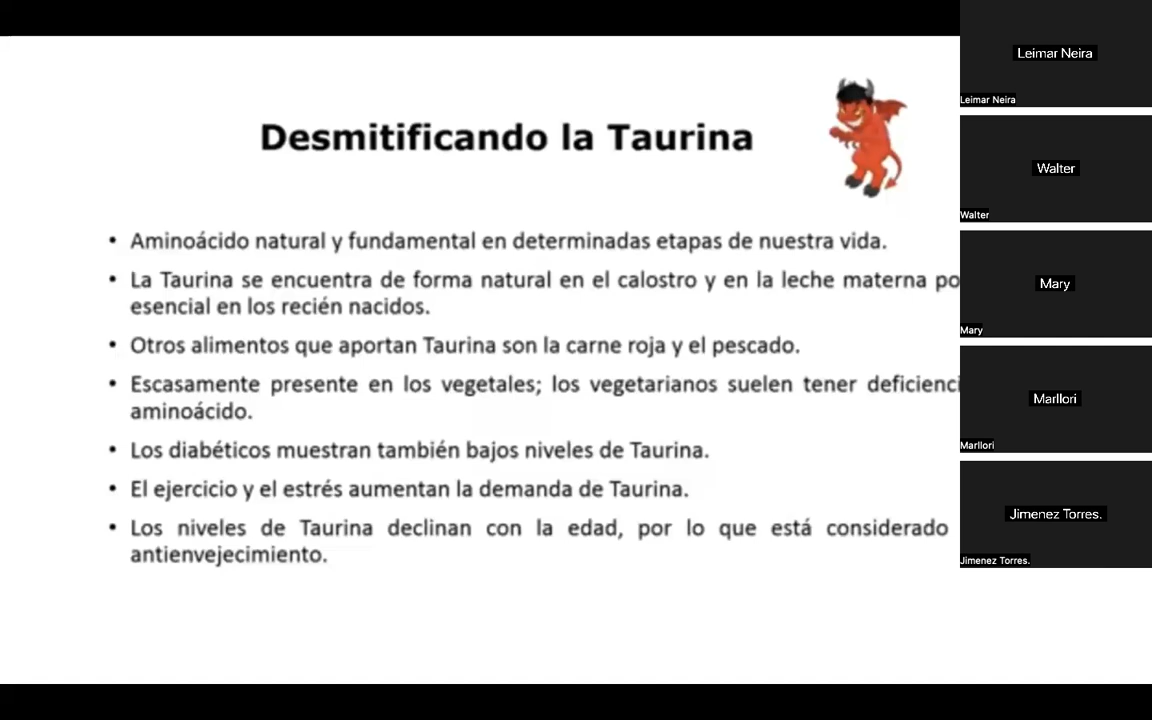 Desmitificando la Taurina
• Aminoácido natural y fundamental en determinadas etapas de nuestra vida.
• La Taurina se encuentra de forma natural en el calostro y en la leche materna po
esencial en los recién nacidos.
• Otros alimentos que aportan Taurina son la carne roja y el pescado.
• Escasamente presente en los vegetales; los vegetarianos suelen tener deficienci
aminoácido.
• Los diabéticos muestran también bajos niveles de Taurina.
• El ejercicio y el estrés aumentan la demanda de Taurina.
• Los niveles de Taurina declinan con la edad, por lo que está considerado
antienvejecimiento.
Leimar Neira
Leimar Neira
Walter
Walter
Mary
Mary
Marllori
Marllori
Jimenez Torres.
Jimenez Torres.